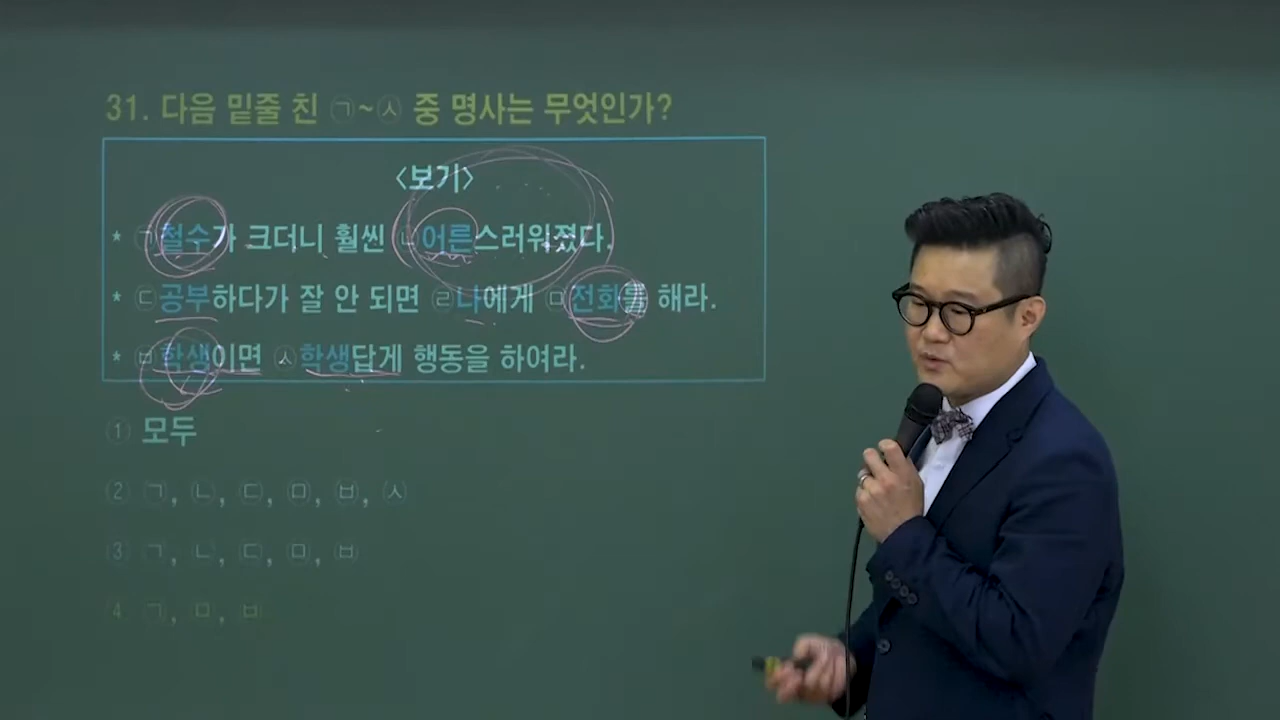 31. 다음 밑줄 친 ㉠~㉦ 중 명사는 무엇인가?
<보기>
* ㉠철수가 크더니 훨씬 ㉡어른스러워졌다.
* ㉢공부하다가 잘 안 되면 ㉣나에게 ㉤전화를 해라.
* ㉥학생이면 ㉦학생답게 행동을 하여라.
① 모두
② ㉠, ㉡, ㉢, ㉤, ㉥, ㉦
③ ㉠, ㉡, ㉢, ㉤, ㉥
④ ㉠, ㉤, ㉥